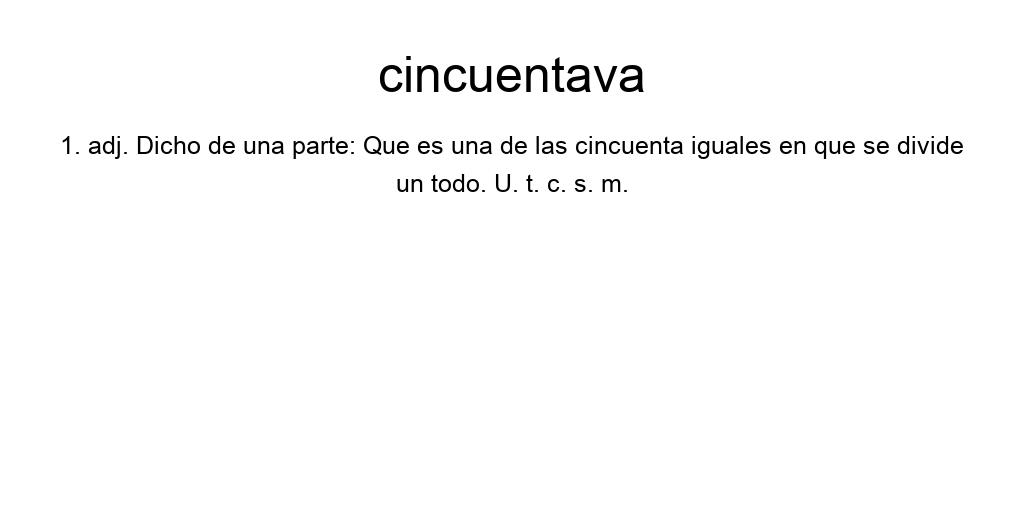 cincuentava
1. adj. Dicho de una parte: Que es una de las cincuenta iguales en que se divide
un todo. U. t. c. s. m.